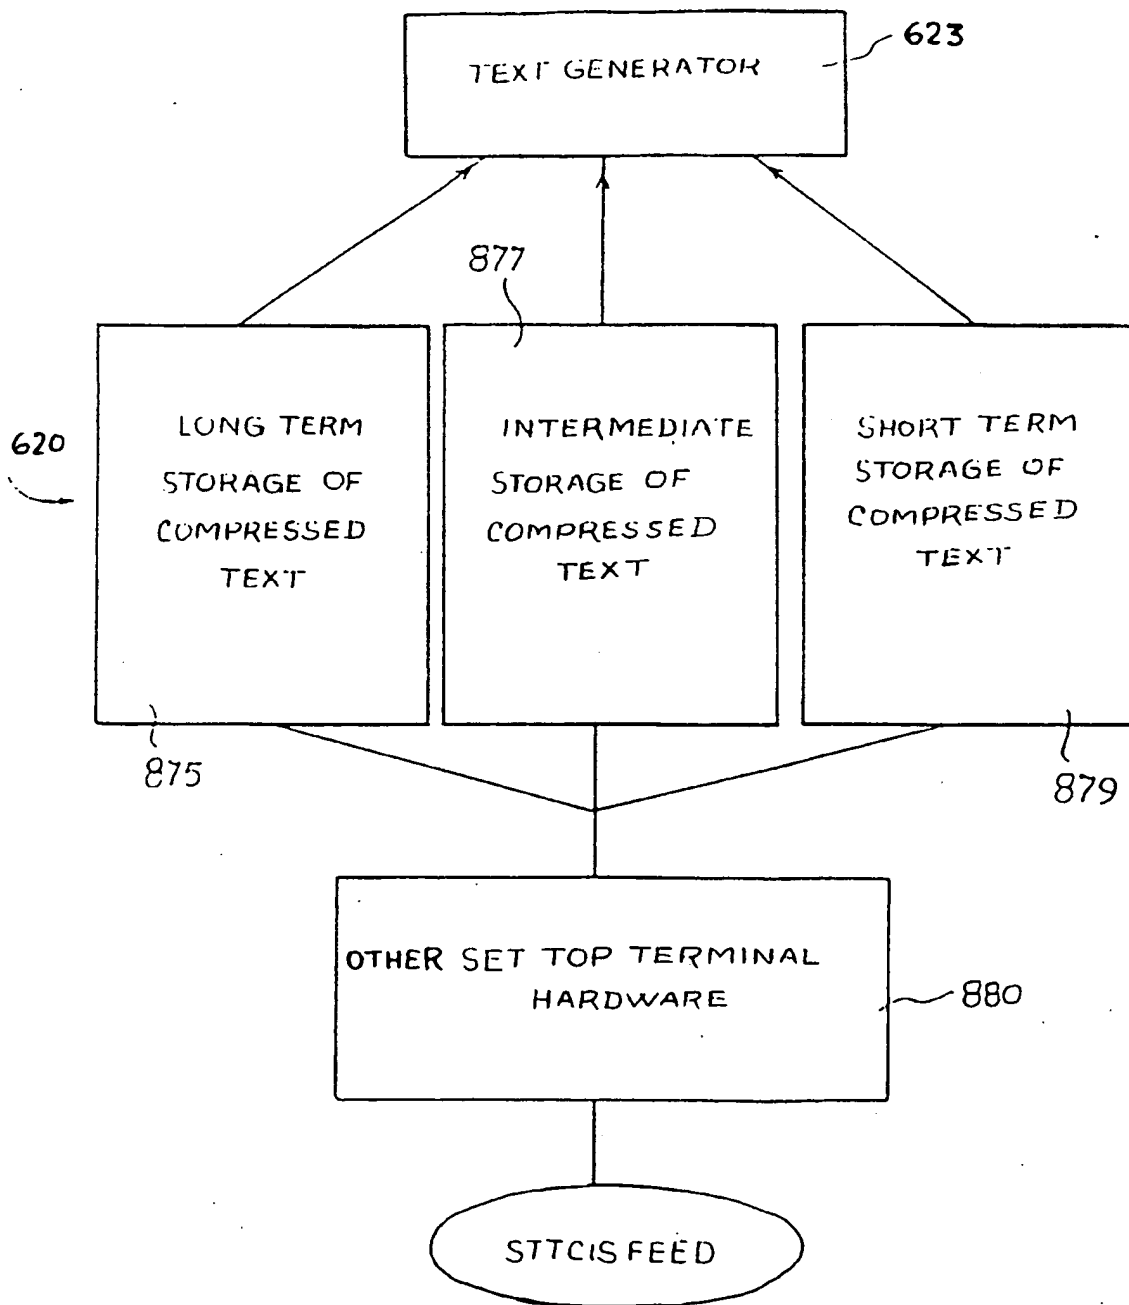 623
TEXT GENERATOR
877
620
LONG TERM
STORAGE OF
COMPRESSED
TEXT
INTERMEDIATE
STORAGE OF
COMPRESSED
TEXT
SHORT TERM
STORAGE OF
COMPRESSED
TEXT
875
879
OTHER SET TOP TERMINAL
HARDWARE
880
STTCIS FEED